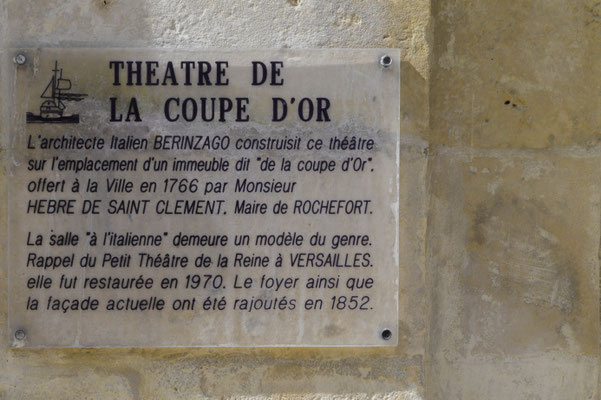 THEATRE DE
LA COUPE D'OR
L'architecte Italien BERINZAGO construisit ce théâtre
sur l'emplacement d'un immeuble dit "de la coupe d'Or",
offert à la Ville en 1766 par Monsieur
HEBRE DE SAINT CLEMENT, Maire de ROCHEFORT.
La salle "à l'italienne" demeure un modèle du genre.
Rappel du Petit Théâtre de la Reine à VERSAILLES,
elle fut restaurée en 1970. Le foyer ainsi que
la façade actuelle ont été rajoutés en 1852.